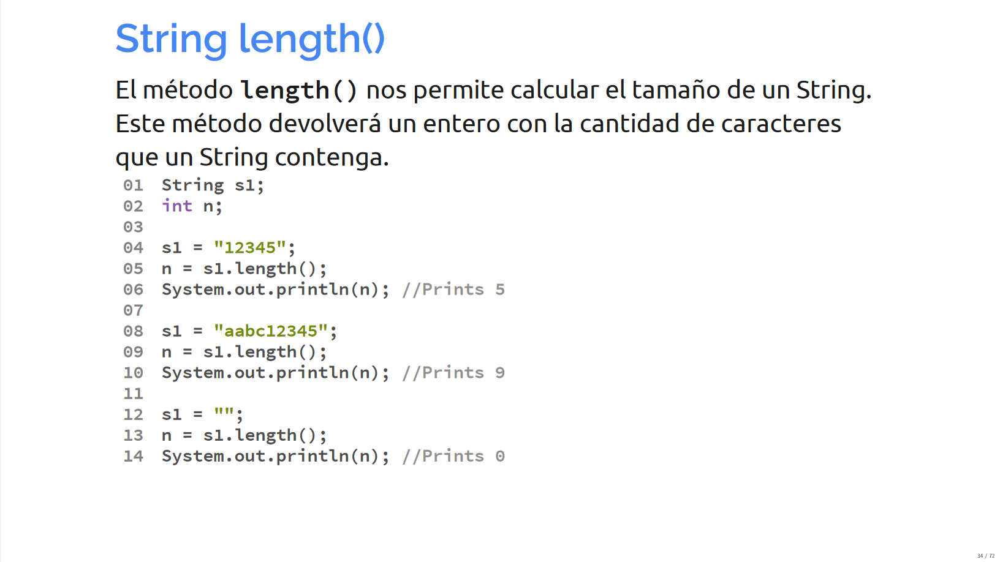 String length()
El método length() nos permite calcular el tamaño de un String.
Este método devolverá un entero con la cantidad de caracteres
que un String contenga.
01 String s1;
02 int n;
03
04 s1 = "12345";
05 n = s1.length();
06 System.out.println(n); //Prints 5
07
08 s1 = "aabc12345";
09 n = s1.length();
10 System.out.println(n); //Prints 9
11
12 s1 = "";
13 n = s1.length();
14 System.out.println(n); //Prints 0
34 / 72